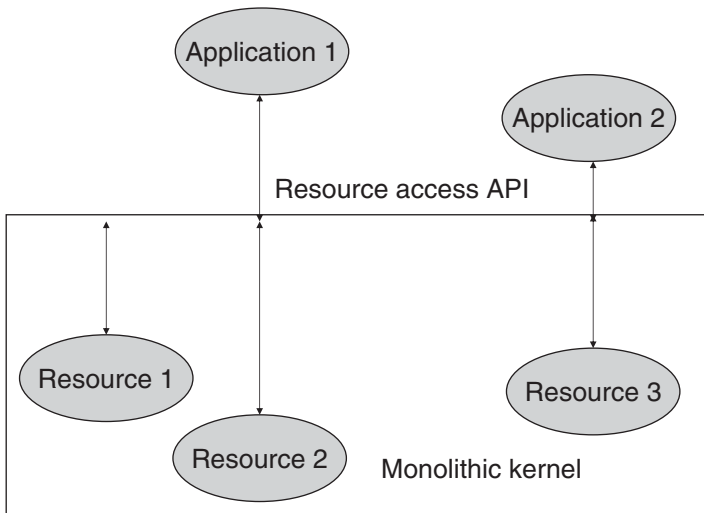 Application 1
Application 2
Resource access API
Resource 1
Resource 3
Resource 2
Monolithic kernel